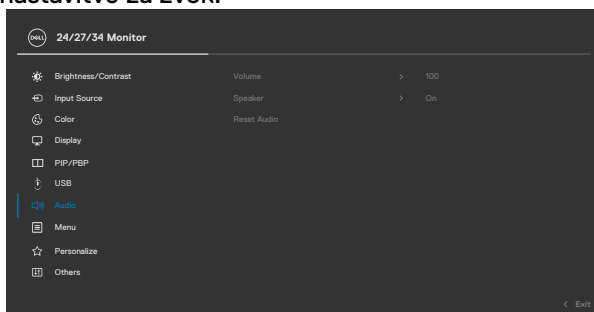 za zvok.
DELL 24/27/34 Monitor
Brightness/Contrast Volume > 100
Input Source Speaker > On
Color Reset Audio
Display
PIP/PBP
USB
Audio
Menu
Personalize
Others
< Exit